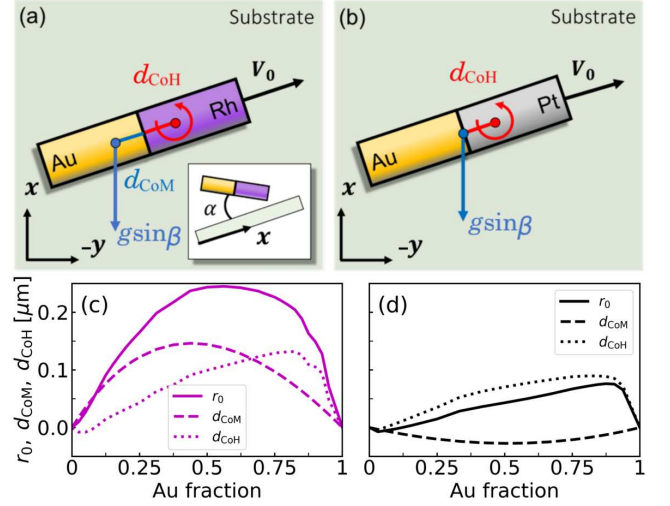 (a)
Substrate
d_CoH
V_0
Rh
Au
d_CoM
x
-y
g sinβ
α
x
(b)
Substrate
d_CoH
V_0
Pt
Au
x
-y
g sinβ
r_0, d_CoM, d_CoH [μm]
0.2
0.1
0.0
(c)
r_0
d_CoM
d_CoH
0 0.25 0.5 0.75 1
Au fraction
(d)
r_0
d_CoM
d_CoH
0 0.25 0.5 0.75 1
Au fraction